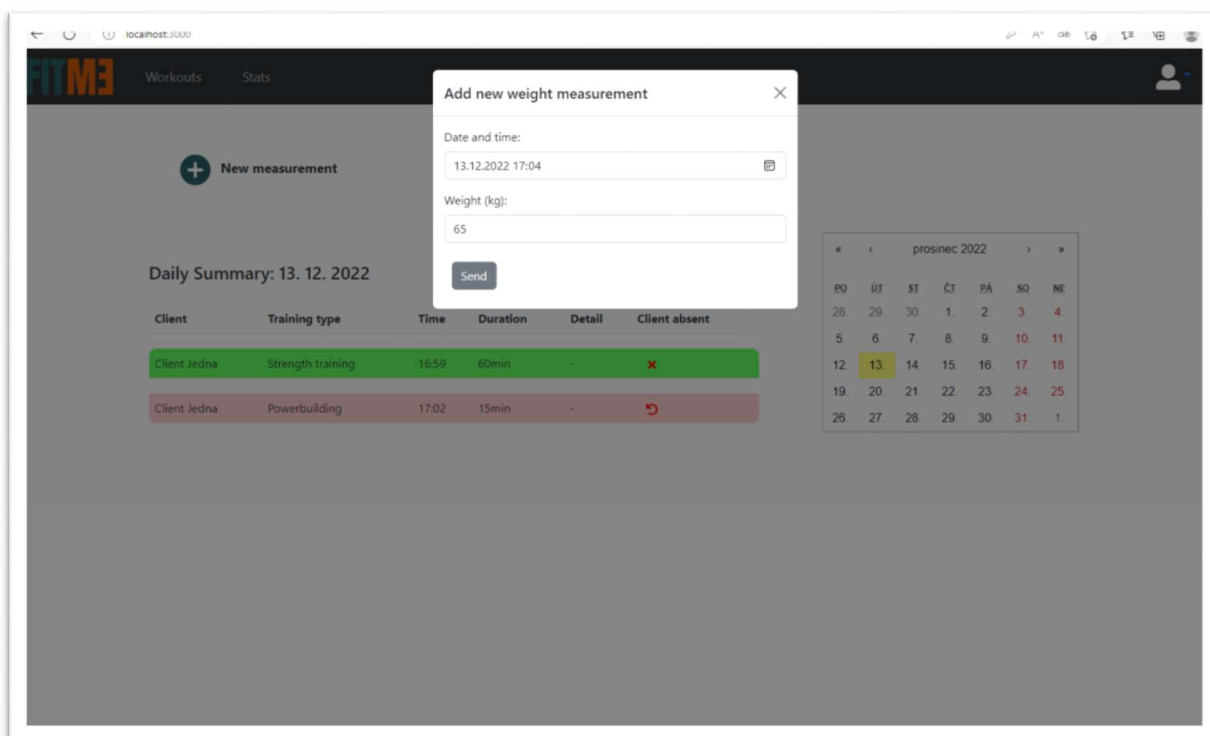 localhost:3000
FITM3 Workouts Stats
Add new weight measurement
Date and time:
13.12.2022 17:04
Weight (kg):
65
Send
New measurement
Daily Summary: 13. 12. 2022
Client Training type Time Duration Detail Client absent
Client Jedna Strength training 16:59 60min -
Client Jedna Powerbuilding 17:02 15min -
« ‹ prosinec 2022 › »
PO ÚT ST ČT PÁ SO NE
28. 29. 30. 1. 2. 3. 4.
5. 6. 7. 8. 9. 10. 11.
12. 13. 14. 15. 16. 17. 18.
19. 20. 21. 22. 23. 24. 25.
26. 27. 28. 29. 30. 31. 1.